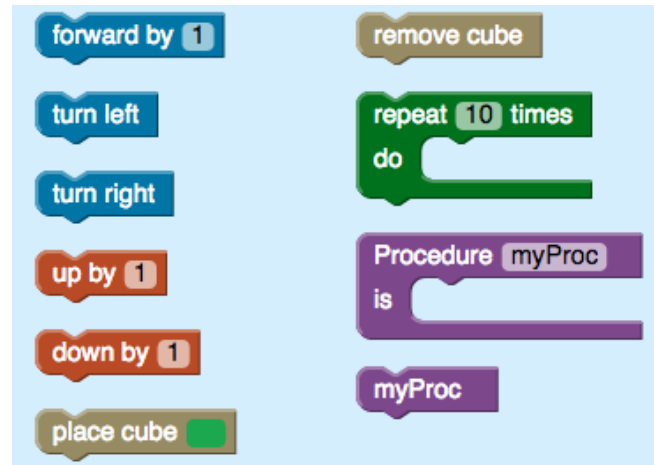 forward by 1
turn left
turn right
up by 1
down by 1
place cube
remove cube
repeat 10 times
do
Procedure myProc
is
myProc